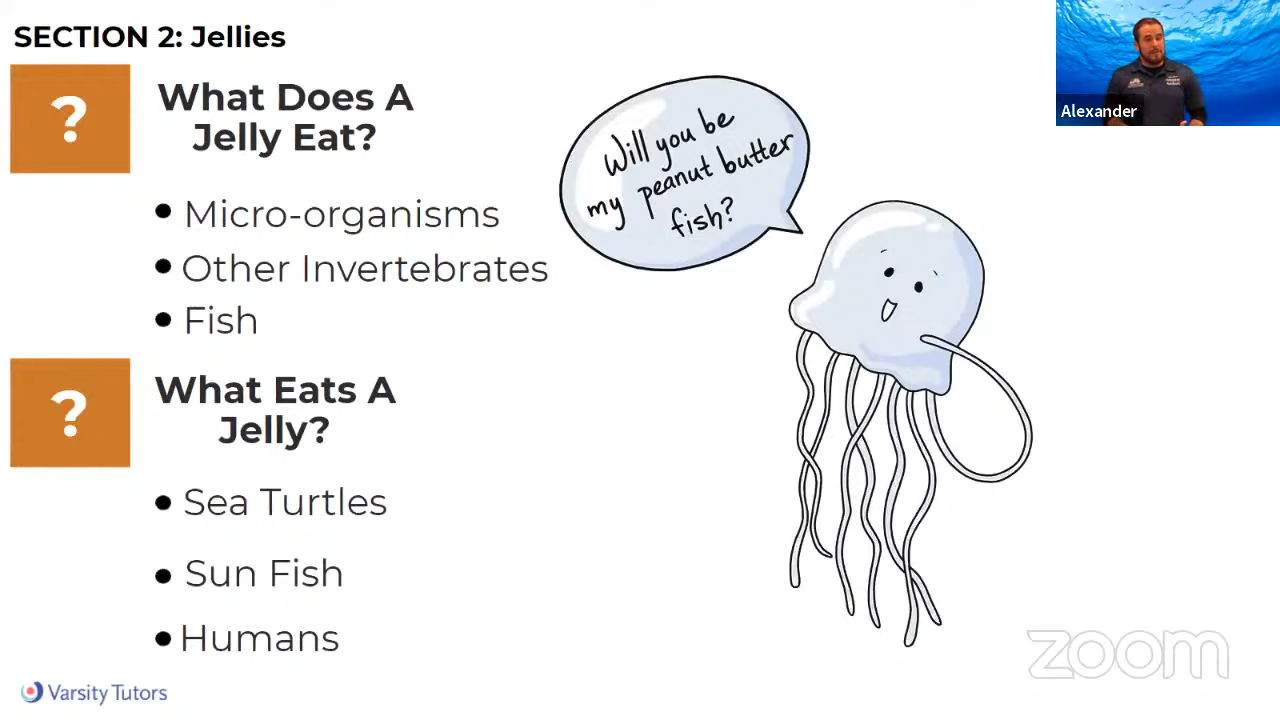 SECTION 2: Jellies
?
What Does A
Jelly Eat?
• Micro-organisms
• Other Invertebrates
• Fish
?
What Eats A
Jelly?
• Sea Turtles
• Sun Fish
• Humans
Varsity Tutors
Will you be
my peanut butter
fish?
Alexander
zoom